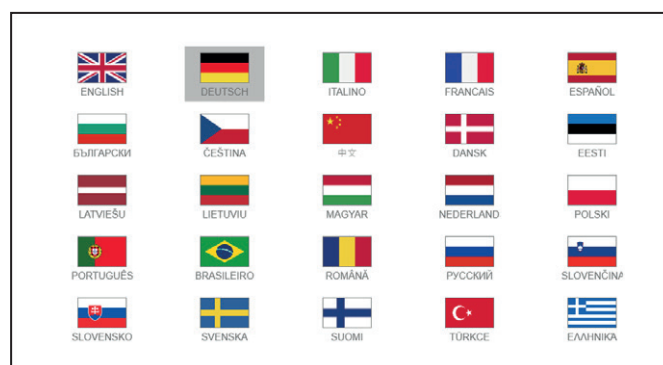 ENGLISH DEUTSCH ITALINO FRANCAIS ESPAÑOL
БЪЛГАРСКИ ČEŠTINA 中文 DANSK EESTI
LATVIEŠU LIETUVIU MAGYAR NEDERLAND POLSKI
PORTUGUÊS BRASILEIRO ROMÂNĂ РУССКИЙ SLOVENČINA
SLOVENSKO SVENSKA SUOMI TÜRKCE ΕΛΛΗΝΙΚΆ